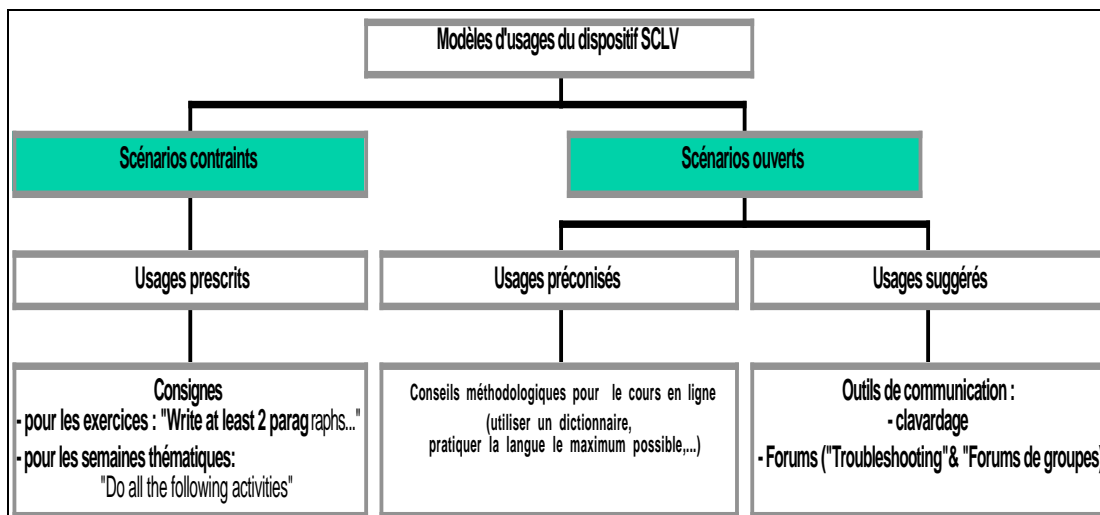 Modèles d'usages du dispositif SCLV
Scénarios contraints
Scénarios ouverts
Usages prescrits
Usages préconisés
Usages suggérés
Consignes
- pour les exercices : "Write at least 2 paragraphs..."
- pour les semaines thématiques:
"Do all the following activities"
Conseils méthodologiques pour le cours en ligne
(utiliser un dictionnaire,
pratiquer la langue le maximum possible,...)
Outils de communication :
- clavardage
- Forums ("Troubleshooting"& "Forums de groupes)